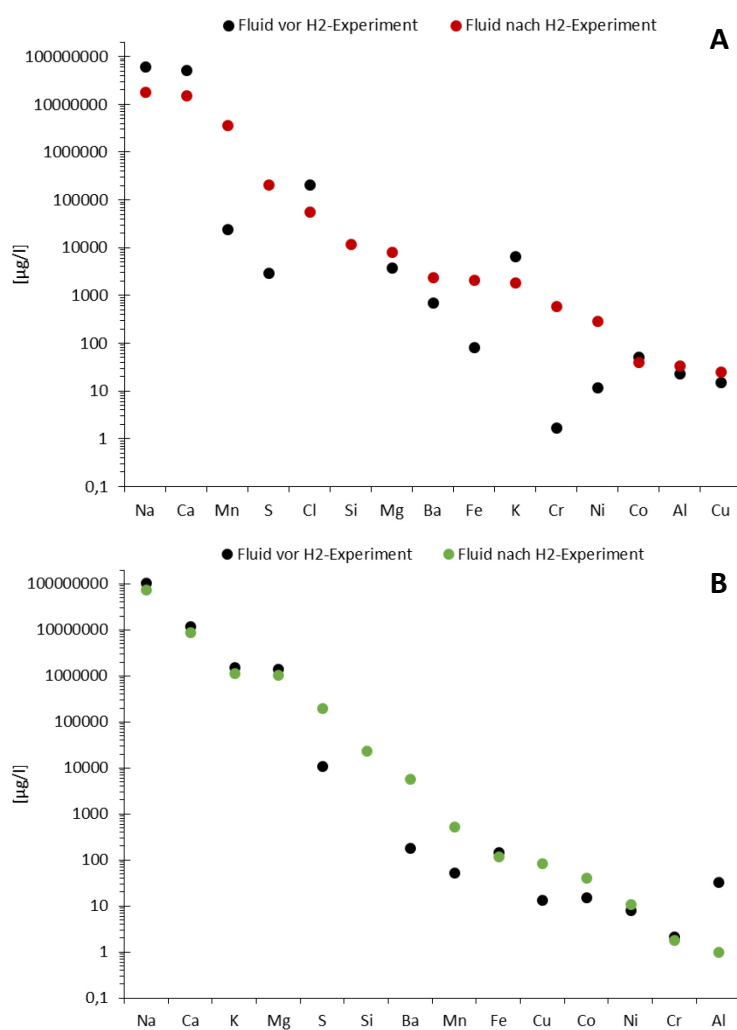 Fluid vor H2-Experiment Fluid nach H2-Experiment
A
100000000
10000000
1000000
100000
10000
1000
100
10
1
0,1
[µg/l]
Na Ca Mn S Cl Si Mg Ba Fe K Cr Ni Co Al Cu
Fluid vor H2-Experiment Fluid nach H2-Experiment
B
100000000
10000000
1000000
100000
10000
1000
100
10
1
0,1
[µg/l]
Na Ca K Mg S Si Ba Mn Fe Cu Co Ni Cr Al